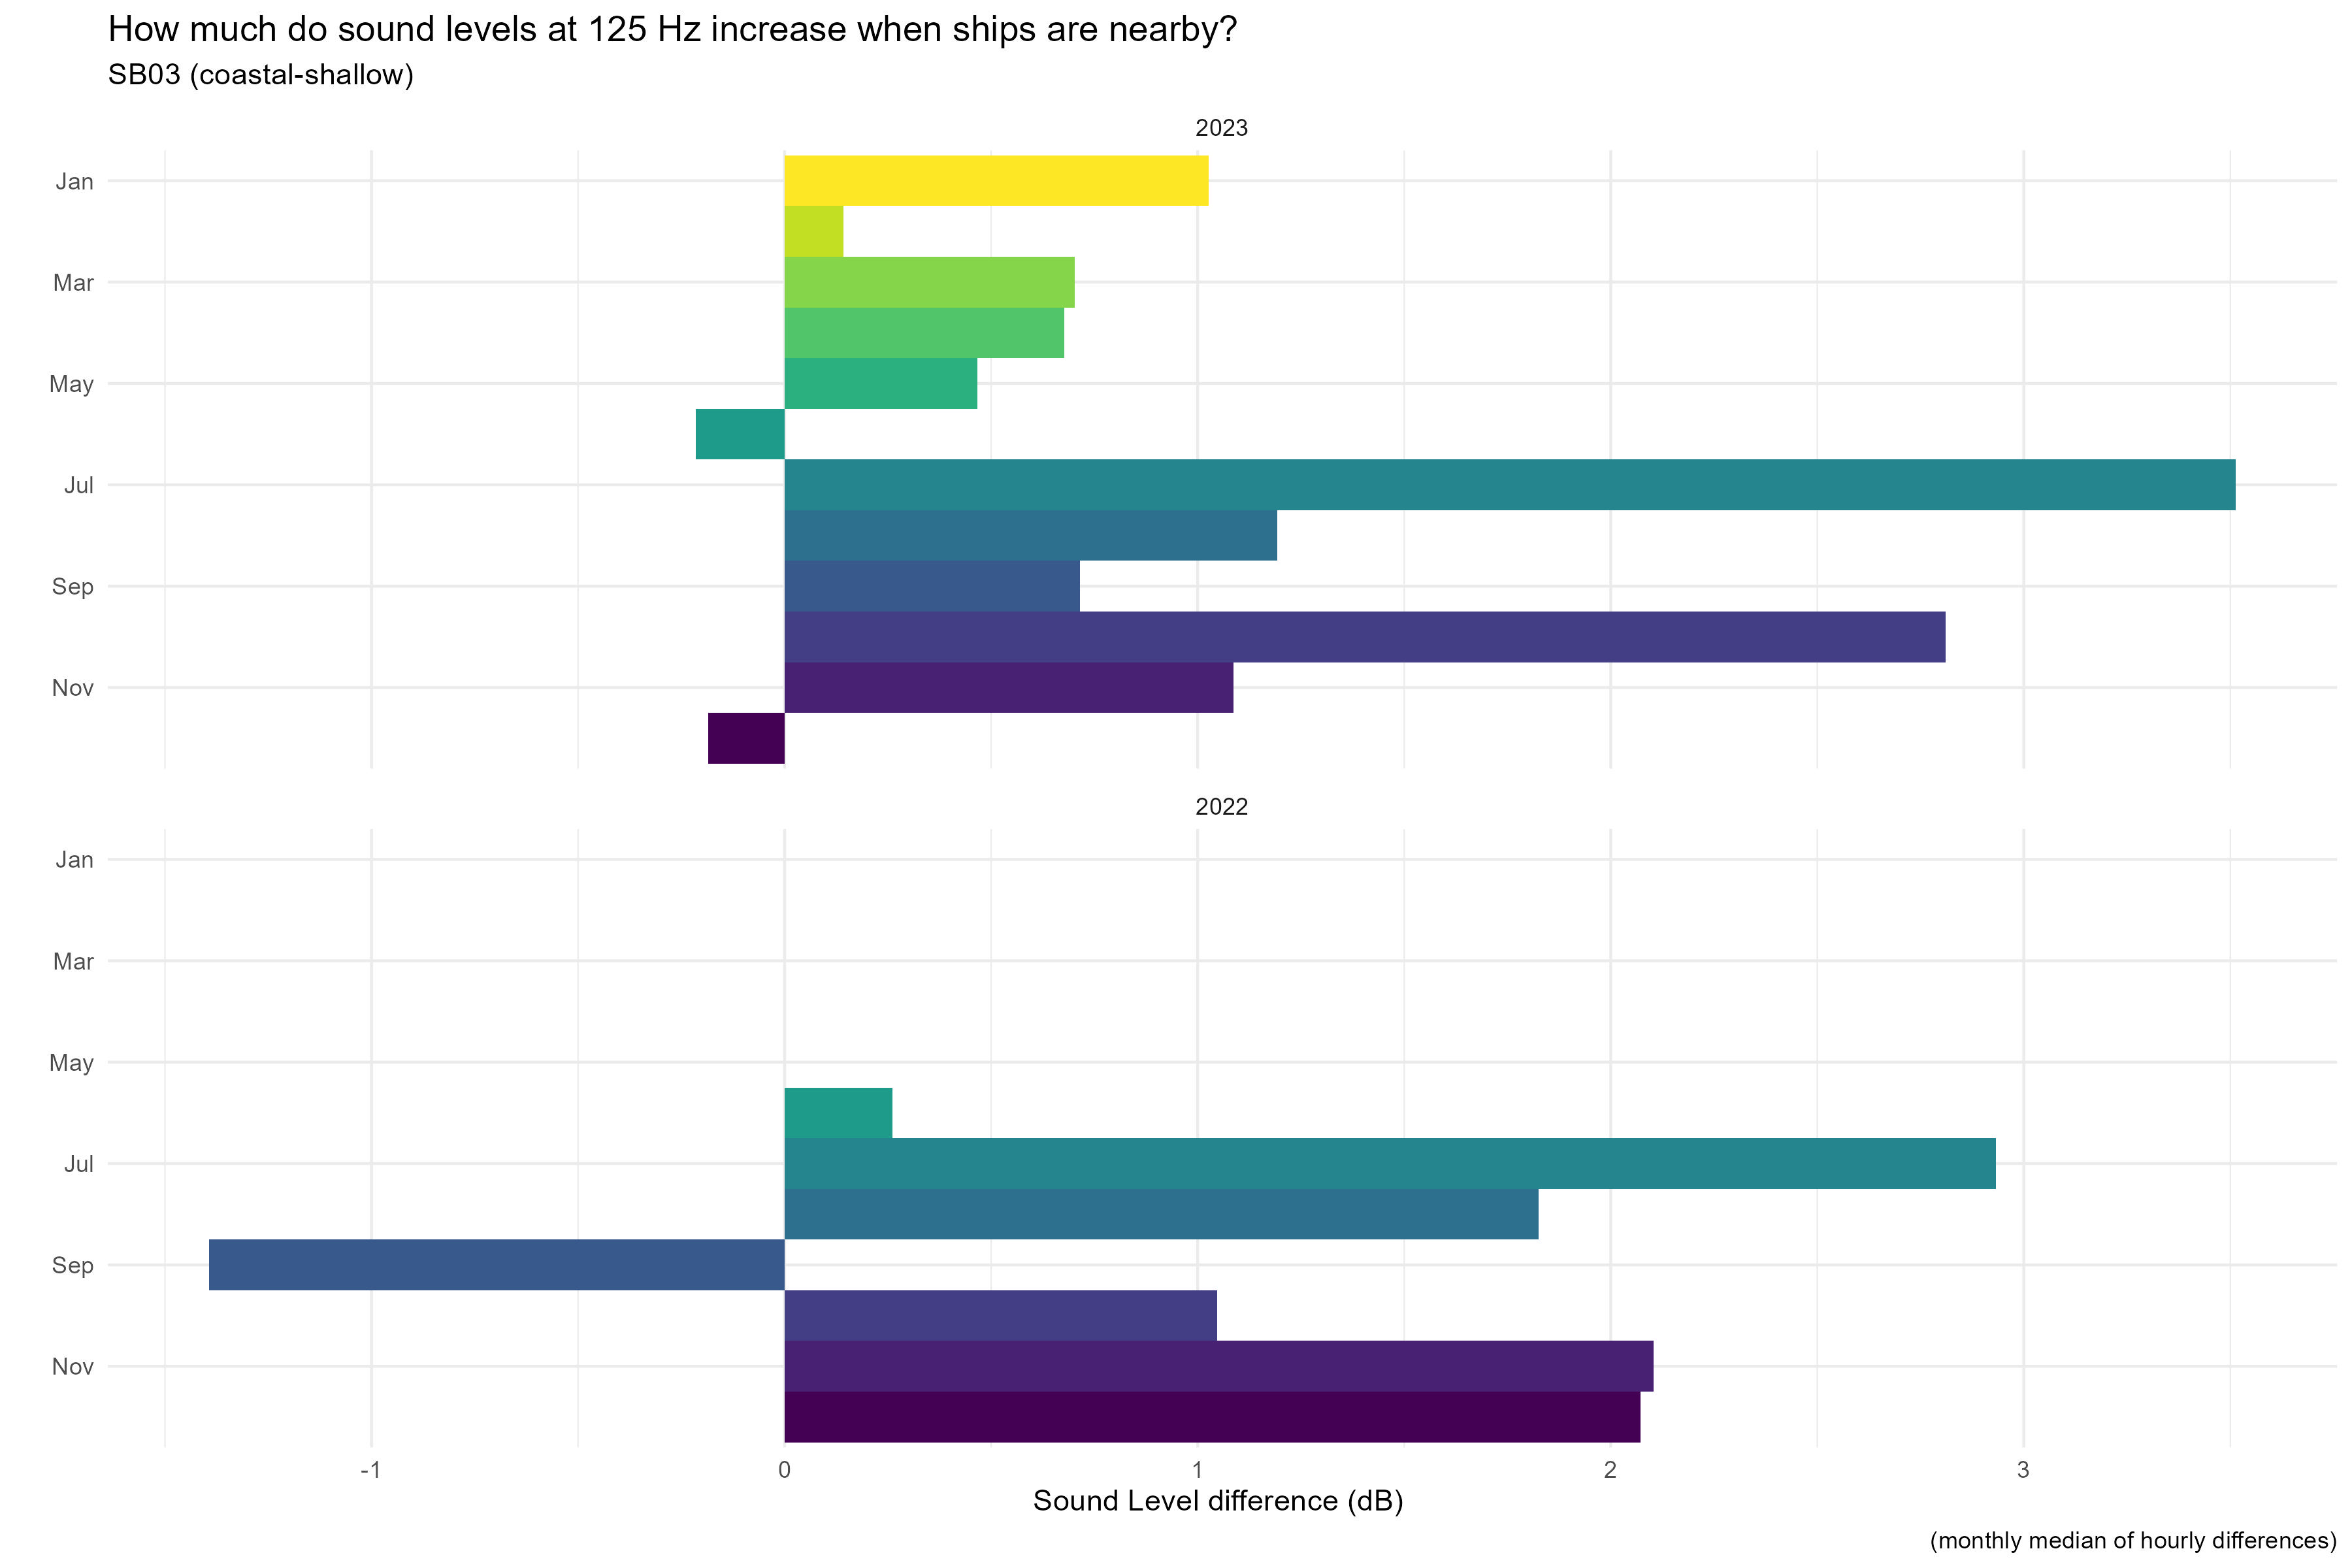 How much do sound levels at 125 Hz increase when ships are nearby?
SB03 (coastal-shallow)
2023
Jan
Mar
May
Jul
Sep
Nov
2022
Jan
Mar
May
Jul
Sep
Nov
-1 0 1 2 3
Sound Level difference (dB)
(monthly median of hourly differences)